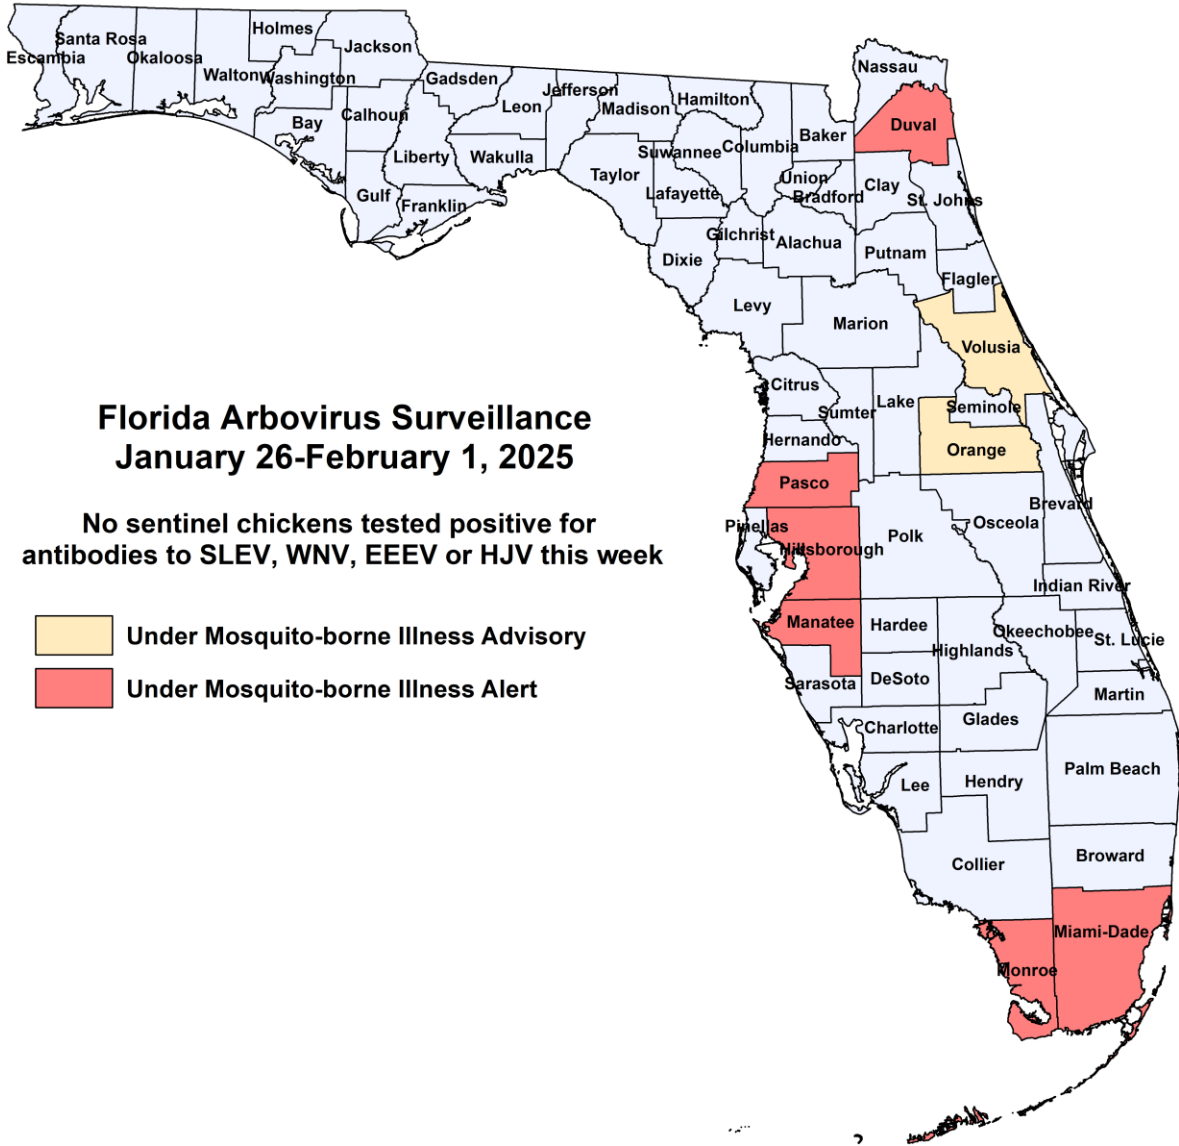 Holmes
Santa Rosa
Jackson
Escambia
Okaloosa
Walton
Washington
Gadsden
Jefferson
Nassau
Leon
Madison
Hamilton
Calhoun
Bay
Duval
Baker
Columbia
Suwannee
Liberty
Wakulla
Taylor
Union
Clay
Gulf
Lafayette
Bradford
St. Johns
Franklin
Gilchrist
Alachua
Putnam
Dixie
Flagler
Levy
Marion
Volusia
Citrus
Lake
Seminole
Sumter
Florida Arbovirus Surveillance
January 26-February 1, 2025
Hernando
Orange
Pasco
Brevard
No sentinel chickens tested positive for
antibodies to SLEV, WNV, EEEV or HJV this week
Pinellas
Osceola
Polk
Hillsborough
Indian River
Manatee
Hardee
Okeechobee
St. Lucie
Under Mosquito-borne Illness Advisory
Highlands
Under Mosquito-borne Illness Alert
Sarasota
DeSoto
Martin
Charlotte
Glades
Palm Beach
Lee
Hendry
Broward
Collier
Miami-Dade
Monroe